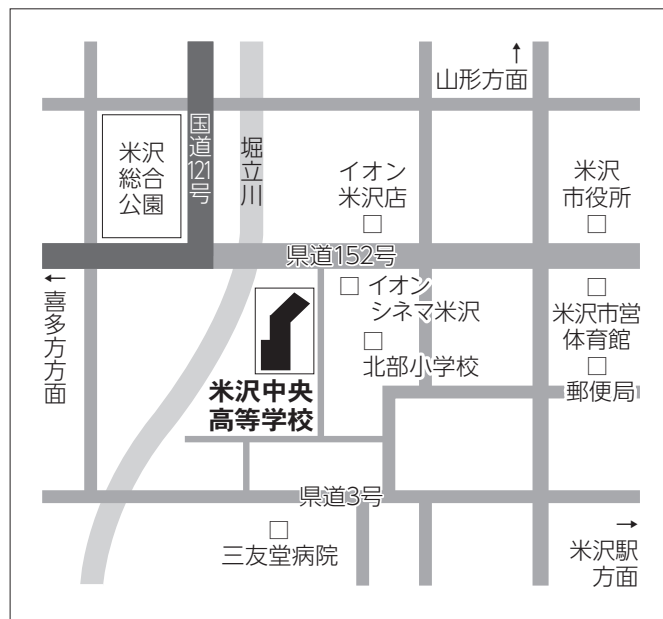 ↑
山形方面
米沢
総合
公園
国道121号
堀立川
イオン
米沢店
米沢
市役所
県道152号
←
喜多方方面
イオン
シネマ米沢
米沢市営
体育館
北部小学校
郵便局
米沢中央
高等学校
県道3号
三友堂病院
→
米沢駅
方面